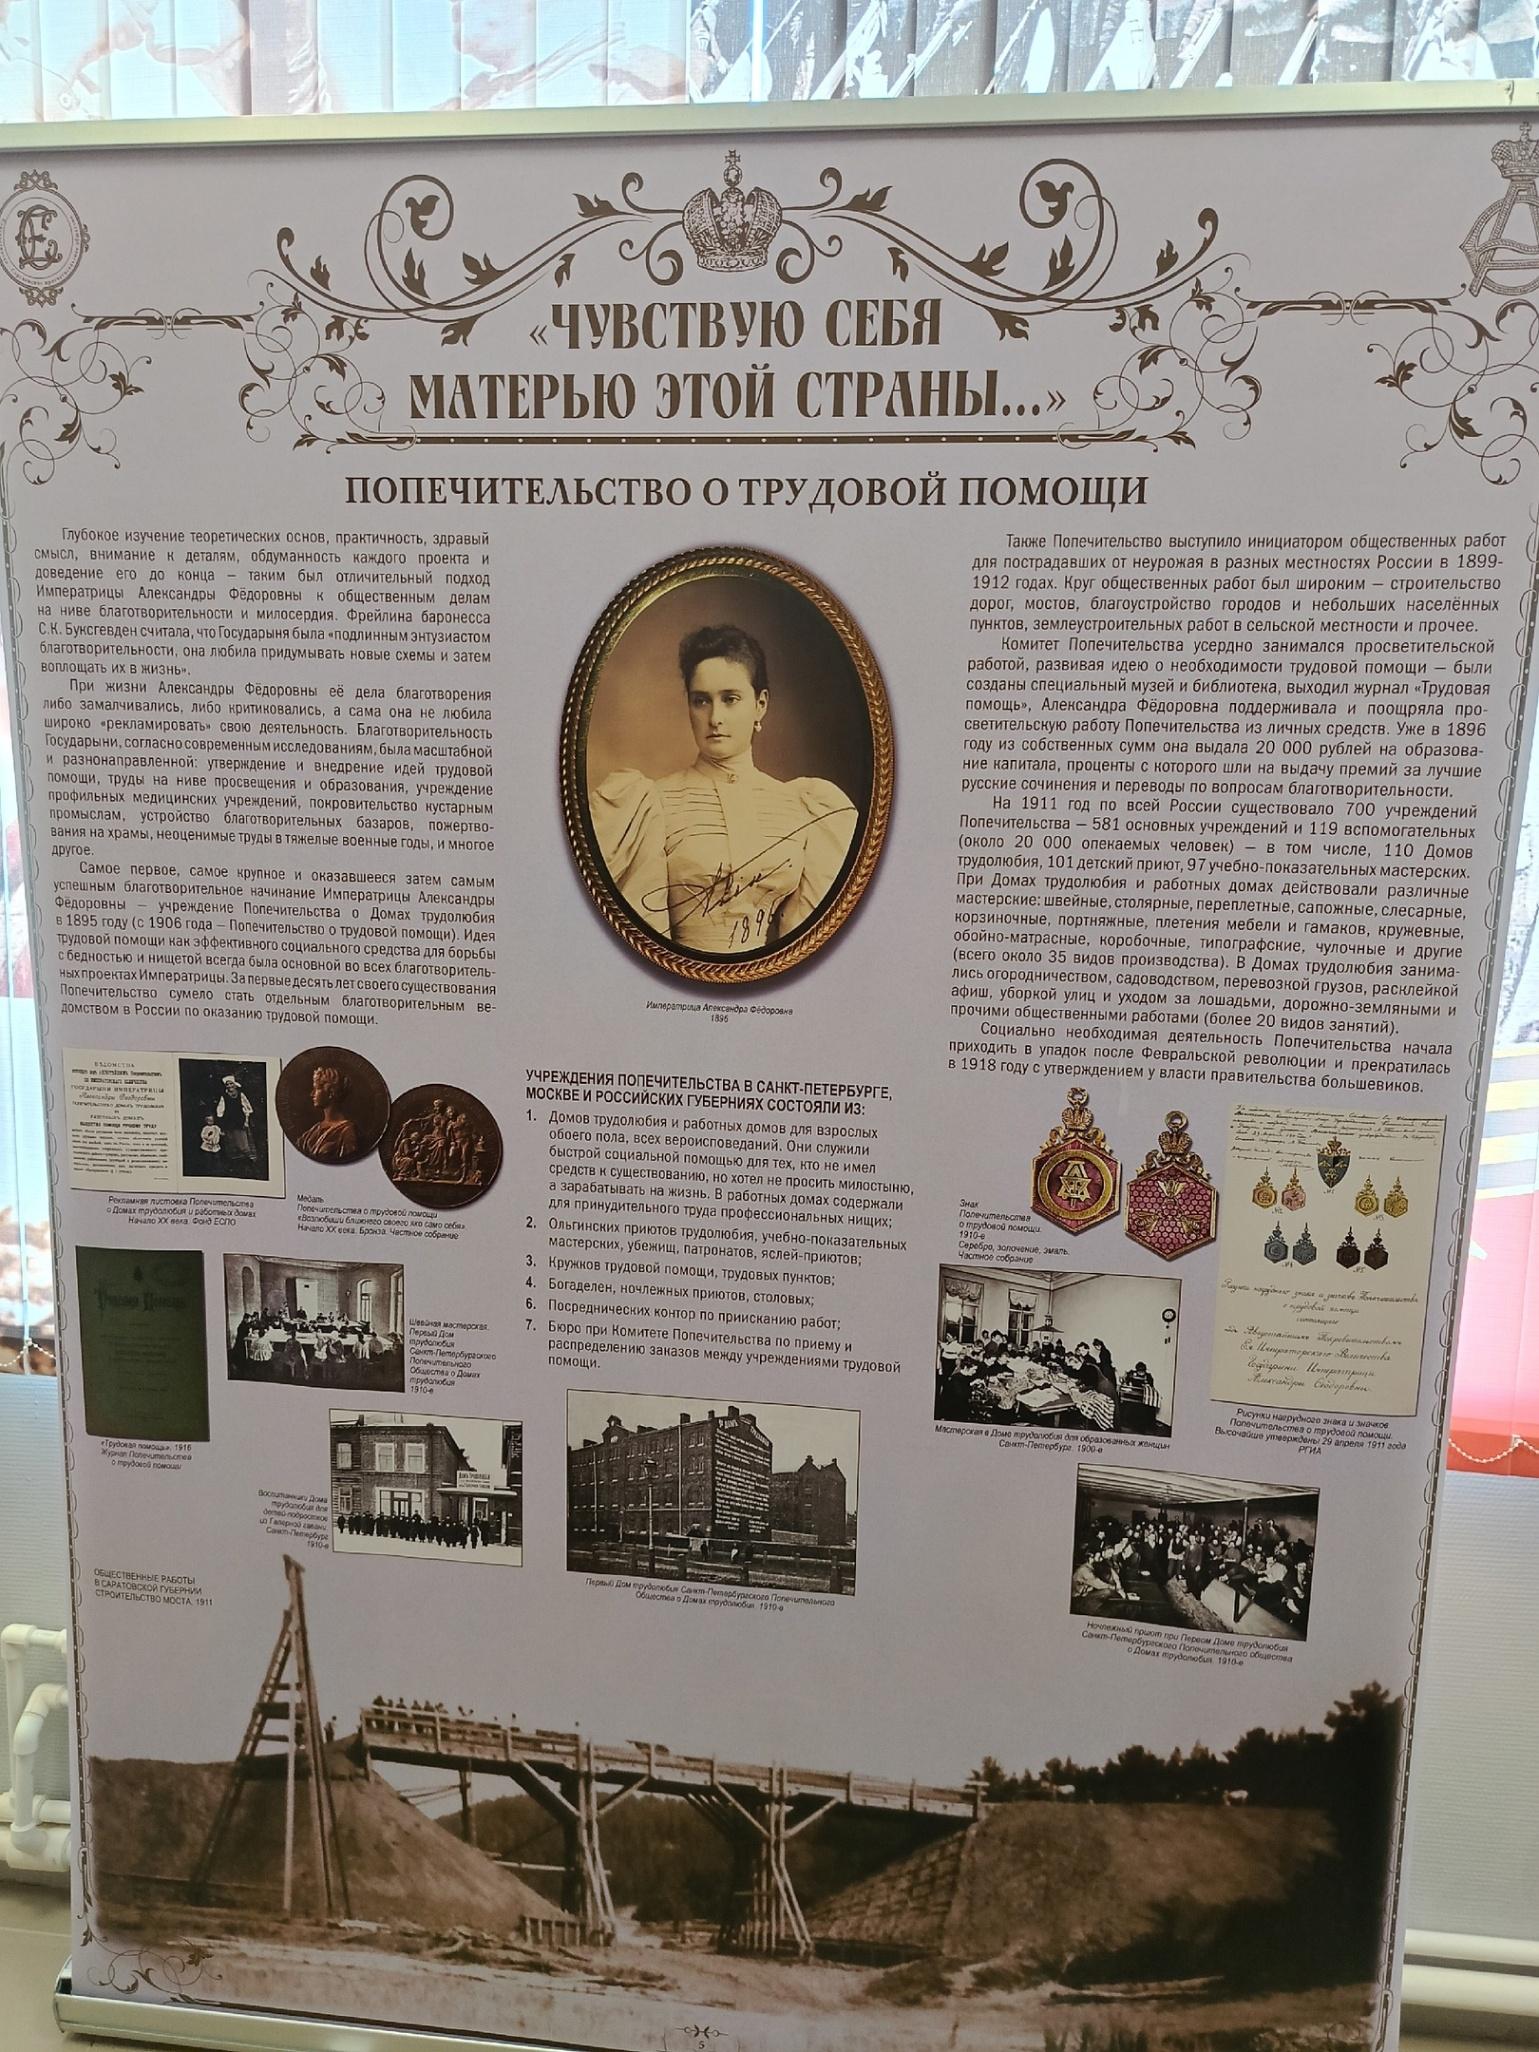 «ЧУВСТВУЮ СЕБЯ
МАТЕРЬЮ ЭТОЙ СТРАНЫ...»
ПОПЕЧИТЕЛЬСТВО О ТРУДОВОЙ ПОМОЩИ
Глубокое изучение теоретических основ, практичность, здравый
смысл, внимание к деталям, обдуманность каждого проекта и
доведение его до конца – таким был отличительный подход
Императрицы Александры Фёдоровны к общественным делам
на ниве благотворительности и милосердия. Фрейлина баронесса
С.К. Буксгевден считала, что Государыня была «подлинным энтузиастом
благотворительности, она любила придумывать новые схемы и затем
воплощать их в жизнь».
При жизни Александры Фёдоровны её дела благотворения
либо замалчивались, либо критиковались, а сама она не любила
широко «рекламировать» свою деятельность. Благотворительность
Государыни, согласно современным исследованиям, была масштабной
и разнонаправленной: утверждение и внедрение идей трудовой
помощи, труды на ниве просвещения и образования, учреждение
профильных медицинских учреждений, покровительство кустарным
промыслам, устройство благотворительных базаров, пожертво-
вания на храмы, неоценимые труды в тяжелые военные годы, и многое
другое.
Самое первое, самое крупное и оказавшееся затем самым
успешным благотворительное начинание Императрицы Александры
Фёдоровны – учреждение Попечительства о Домах трудолюбия
в 1895 году (с 1906 года – Попечительство о трудовой помощи). Идея
трудовой помощи как эффективного социального средства для борьбы
с бедностью и нищетой всегда была основной во всех благотворитель-
ных проектах Императрицы. За первые десять лет своего существования
Попечительство сумело стать отдельным благотворительным ве-
домством в России по оказанию трудовой помощи.
1896
Императрица Александра Фёдоровна
1896
Также Попечительство выступило инициатором общественных работ
для пострадавших от неурожая в разных местностях России в 1899-
1912 годах. Круг общественных работ был широким – строительство
дорог, мостов, благоустройство городов и небольших населённых
пунктов, землеустроительных работ в сельской местности и прочее.
Комитет Попечительства усердно занимался просветительской
работой, развивая идею о необходимости трудовой помощи – были
созданы специальный музей и библиотека, выходил журнал «Трудовая
помощь», Александра Фёдоровна поддерживала и поощряла про-
светительскую работу Попечительства из личных средств. Уже в 1896
году из собственных сумм она выдала 20 000 рублей на образова-
ние капитала, проценты с которого шли на выдачу премий за лучшие
русские сочинения и переводы по вопросам благотворительности.
На 1911 год по всей России существовало 700 учреждений
Попечительства – 581 основных учреждений и 119 вспомогательных
(около 20 000 опекаемых человек) – в том числе, 110 Домов
трудолюбия, 101 детский приют, 97 учебно-показательных мастерских.
При Домах трудолюбия и работных домах действовали различные
мастерские: швейные, столярные, переплетные, сапожные, слесарные,
корзиночные, портняжные, плетения мебели и гамаков, кружевные,
обойно-матрасные, коробочные, типографские, чулочные и другие
(всего около 35 видов производства). В Домах трудолюбия занима-
лись огородничеством, садоводством, перевозкой грузов, расклейкой
афиш, уборкой улиц и уходом за лошадьми, дорожно-земляными и
прочими общественными работами (более 20 видов занятий).
Социально необходимая деятельность Попечительства начала
приходить в упадок после Февральской революции и прекратилась
в 1918 году с утверждением у власти правительства большевиков.
УЧРЕЖДЕНИЯ ПОПЕЧИТЕЛЬСТВА В САНКТ-ПЕТЕРБУРГЕ,
МОСКВЕ И РОССИЙСКИХ ГУБЕРНИЯХ СОСТОЯЛИ ИЗ:
1. Домов трудолюбия и работных домов для взрослых
обоего пола, всех вероисповеданий. Они служили
быстрой социальной помощью для тех, кто не имел
средств к существованию, но хотел не просить милостыню,
а зарабатывать на жизнь. В работных домах содержали
для принудительного труда профессиональных нищих;
2. Ольгинских приютов трудолюбия, учебно-показательных
мастерских, убежищ, патронатов, яслей-приютов;
3. Кружков трудовой помощи, трудовых пунктов;
4. Богаделен, ночлежных приютов, столовых;
6. Посреднических контор по приисканию работ;
7. Бюро при Комитете Попечительства по приему и
распределению заказов между учреждениями трудовой
помощи.
Рекламная листовка Попечительства
о Домах трудолюбия и работных домах
Начало XX века. Фонд ЕСПО
Медаль
Попечительства о трудовой помощи
«Возлюбиши ближнего своего яко само себя»
Начало XX века. Бронза. Частное собрание
Знак
Попечительства
о трудовой помощи.
1910-е
Серебро, золочение, эмаль.
Частное собрание
«Трудовая помощь». 1916
Журнал Попечительства
о трудовой помощи
Швейная мастерская.
Первый Дом
трудолюбия
Санкт-Петербургского
Попечительного
Общества о Домах
трудолюбия
1910-е
Мастерская в Доме трудолюбия для образованных женщин
Санкт-Петербург. 1900-е
Рисунки нагрудного знака и значков
Попечительства о трудовой помощи.
Высочайше утверждены 29 апреля 1911 года
РГИА
Воспитанники Дома
трудолюбия для
детей-подростков
из Галерной гавани.
Санкт-Петербург
1910-е
Первый Дом трудолюбия Санкт-Петербургского Попечительного
Общества о Домах трудолюбия. 1910-е
Ночлежный приют при Первом Доме трудолюбия
Санкт-Петербургского Попечительного общества
о Домах трудолюбия. 1910-е
ОБЩЕСТВЕННЫЕ РАБОТЫ
В САРАТОВСКОЙ ГУБЕРНИИ
СТРОИТЕЛЬСТВО МОСТА. 1911
5